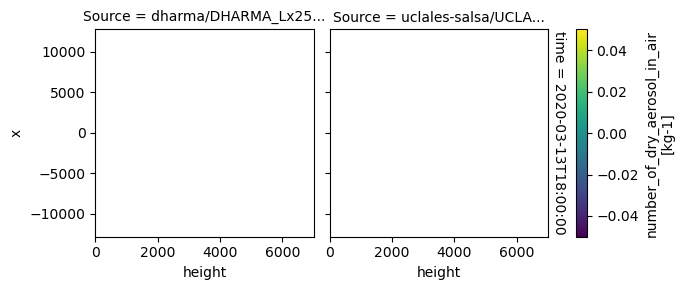 Source = dharma/DHARMA_Lx25...
Source = uclales-salsa/UCLA...
10000
5000
0
−5000
−10000
x
0
2000
4000
6000
height
0
2000
4000
6000
height
time = 2020-03-13T18:00:00
0.04
0.02
0.00
−0.02
−0.04
number_of_dry_aerosol_in_air
[kg-1]